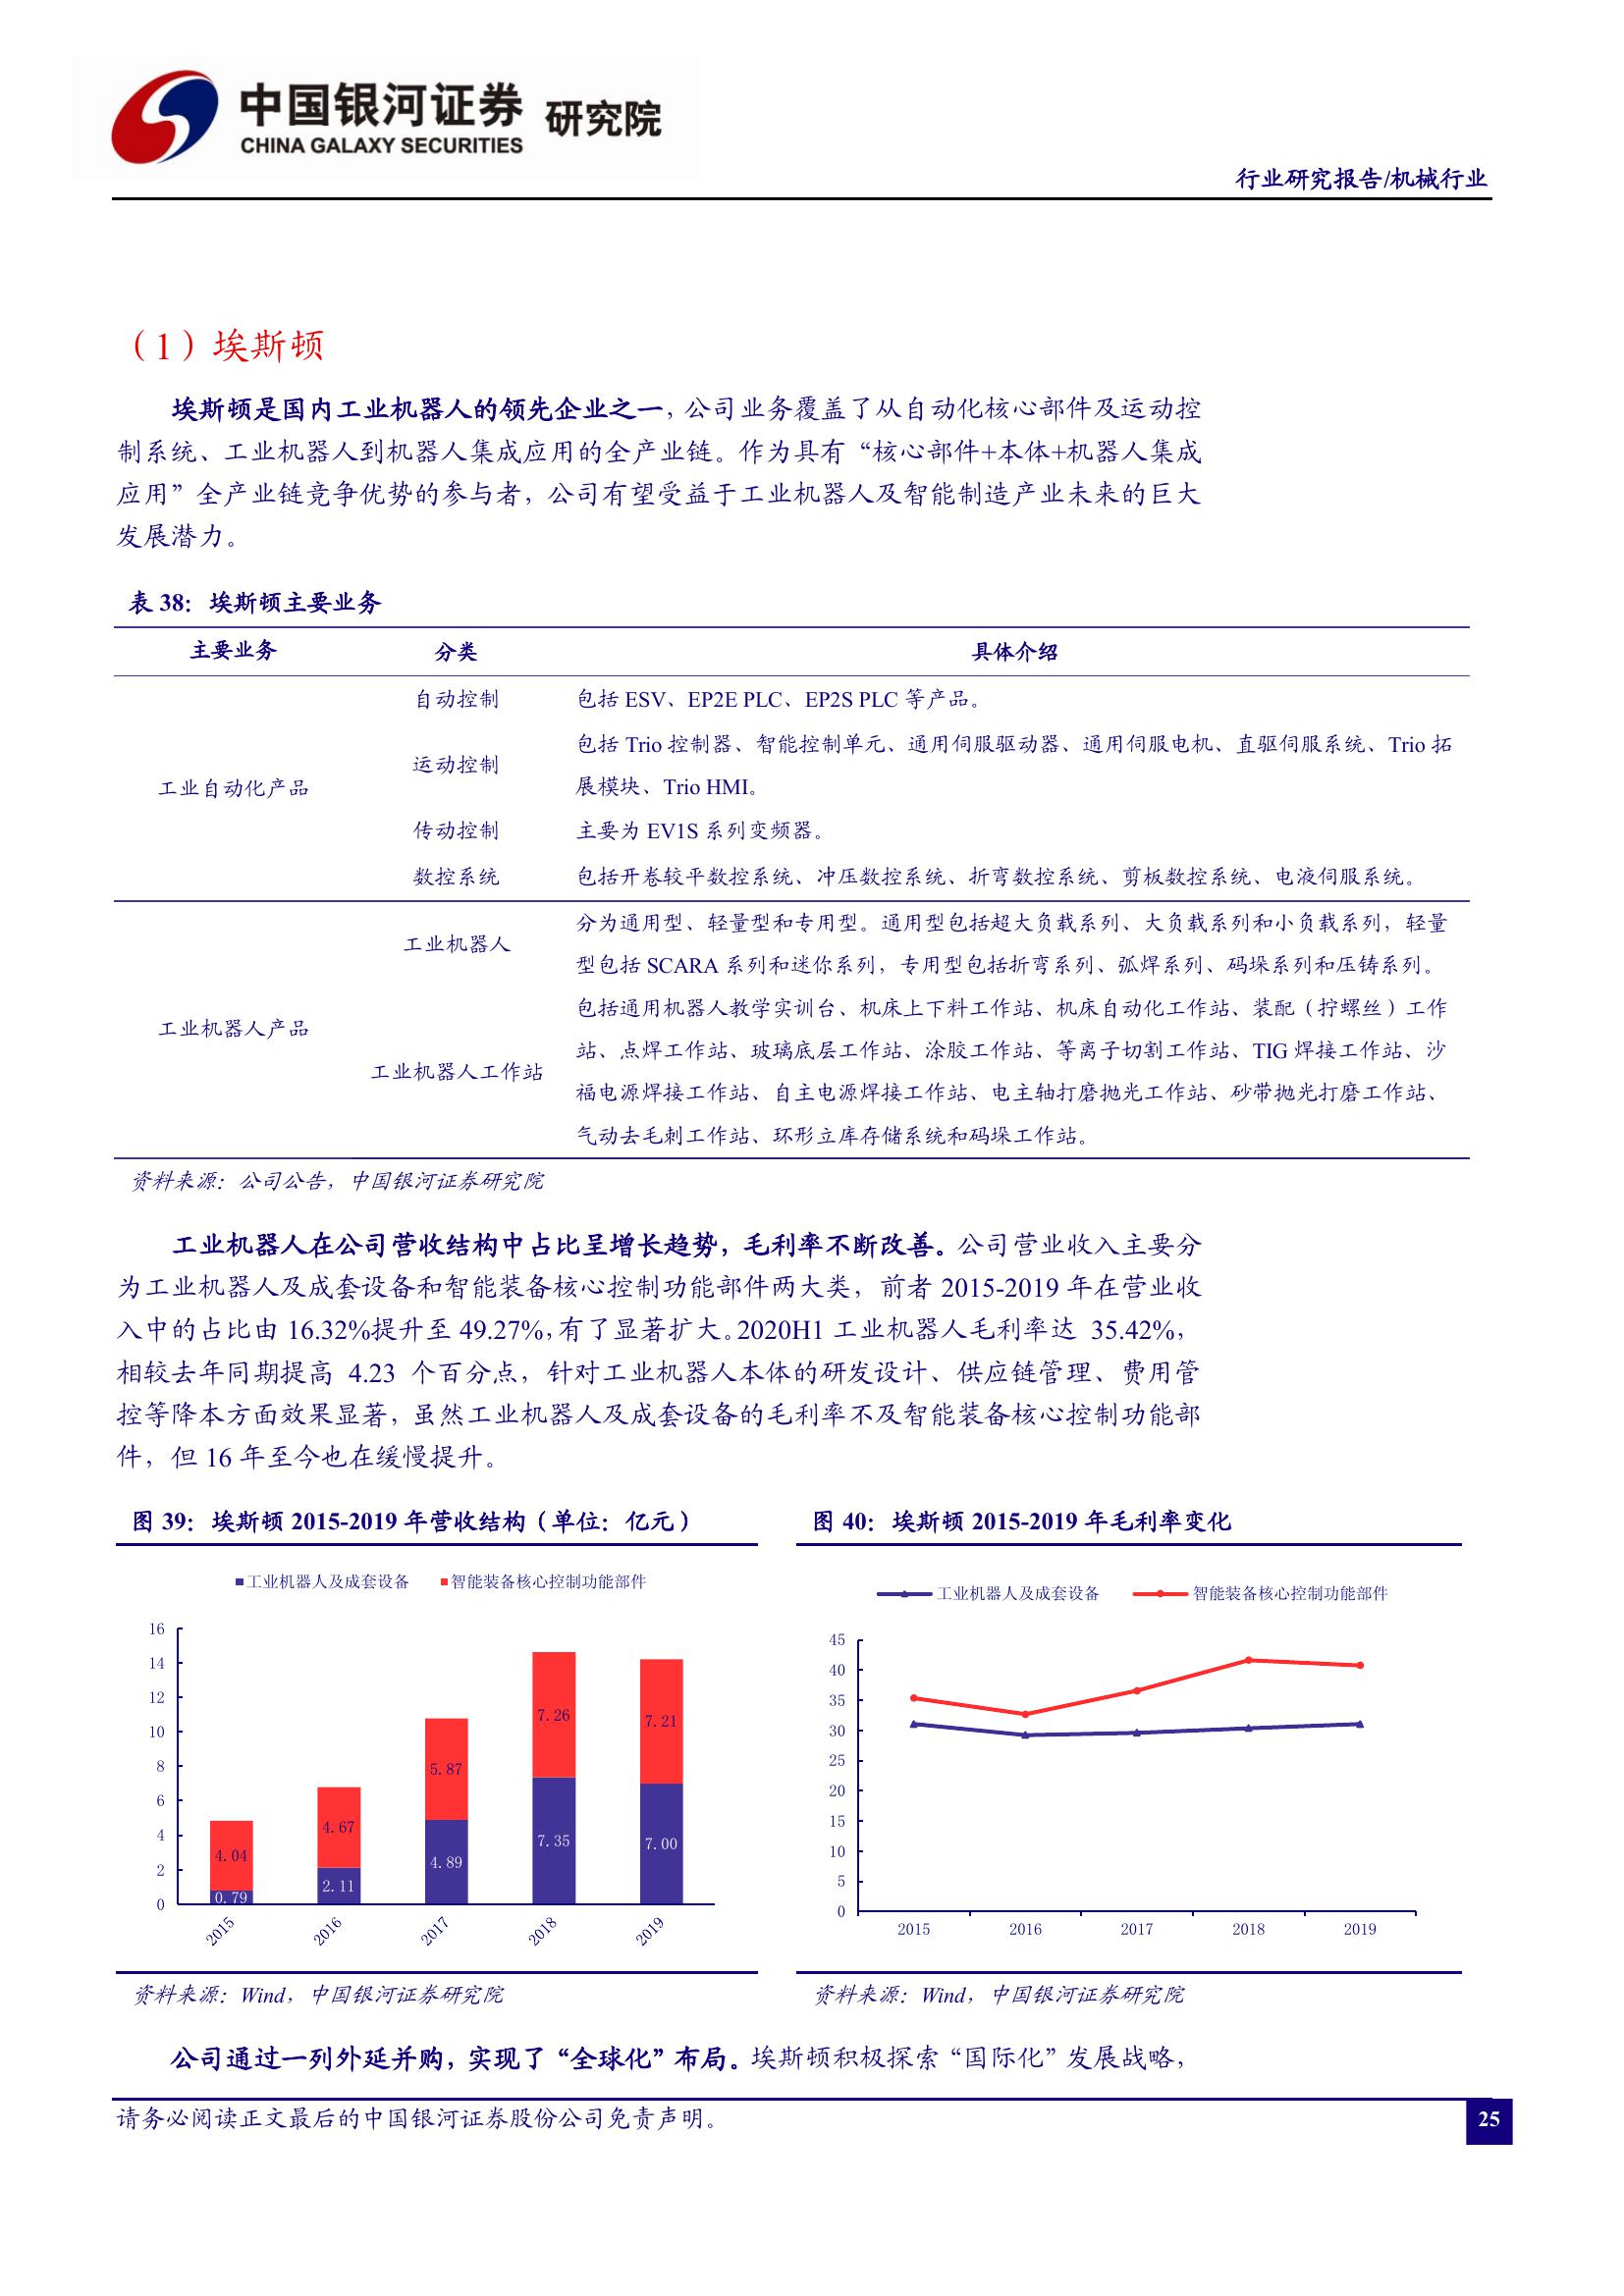 中国银河证券 研究院
CHINA GALAXY SECURITIES
行业研究报告/机械行业
（1）埃斯顿
埃斯顿是国内工业机器人的领先企业之一，公司业务覆盖了从自动化核心部件及运动控
制系统、工业机器人到机器人集成应用的全产业链。作为具有“核心部件+本体+机器人集成
应用”全产业链竞争优势的参与者，公司有望受益于工业机器人及智能制造产业未来的巨大
发展潜力。
表 38：埃斯顿主要业务
主要业务 分类 具体介绍
自动控制 包括 ESV、EP2E PLC、EP2S PLC 等产品。
工业自动化产品
运动控制 包括 Trio 控制器、智能控制单元、通用伺服驱动器、通用伺服电机、直驱伺服系统、Trio 拓
展模块、Trio HMI。
传动控制 主要为 EV1S 系列变频器。
数控系统 包括开卷较平数控系统、冲压数控系统、折弯数控系统、剪板数控系统、电液伺服系统。
工业机器人产品
工业机器人 分为通用型、轻量型和专用型。通用型包括超大负载系列、大负载系列和小负载系列，轻量
型包括 SCARA 系列和迷你系列，专用型包括折弯系列、弧焊系列、码垛系列和压铸系列。
工业机器人工作站 包括通用机器人教学实训台、机床上下料工作站、机床自动化工作站、装配（拧螺丝）工作
站、点焊工作站、玻璃底层工作站、涂胶工作站、等离子切割工作站、TIG 焊接工作站、沙
福电源焊接工作站、自主电源焊接工作站、电主轴打磨抛光工作站、砂带抛光打磨工作站、
气动去毛刺工作站、环形立库存储系统和码垛工作站。
资料来源：公司公告，中国银河证券研究院
工业机器人在公司营收结构中占比呈增长趋势，毛利率不断改善。公司营业收入主要分
为工业机器人及成套设备和智能装备核心控制功能部件两大类，前者 2015-2019 年在营业收
入中的占比由 16.32%提升至 49.27%，有了显著扩大。2020H1 工业机器人毛利率达 35.42%，
相较去年同期提高 4.23 个百分点，针对工业机器人本体的研发设计、供应链管理、费用管
控等降本方面效果显著，虽然工业机器人及成套设备的毛利率不及智能装备核心控制功能部
件，但 16 年至今也在缓慢提升。
图 39：埃斯顿 2015-2019 年营收结构（单位：亿元）
工业机器人及成套设备 智能装备核心控制功能部件
16
14
12
10
8
6
4
2
0
4.04
0.79
4.67
2.11
5.87
4.89
7.26
7.35
7.21
7.00
2015 2016 2017 2018 2019
资料来源：Wind，中国银河证券研究院
图 40：埃斯顿 2015-2019 年毛利率变化
工业机器人及成套设备 智能装备核心控制功能部件
45
40
35
30
25
20
15
10
5
0
2015 2016 2017 2018 2019
资料来源：Wind，中国银河证券研究院
公司通过一列外延并购，实现了“全球化”布局。埃斯顿积极探索“国际化”发展战略，
请务必阅读正文最后的中国银河证券股份公司免责声明。
25